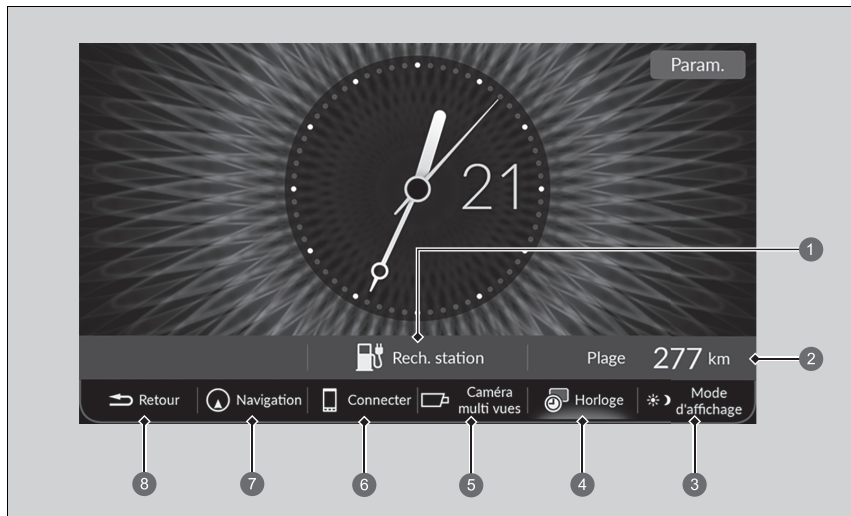 Param.
21
1
Rech. station
Plage 277 km
2
Retour
Navigation
Connecter
Caméra
multi vues
Horloge
Mode
d'affichage
8
7
6
5
4
3